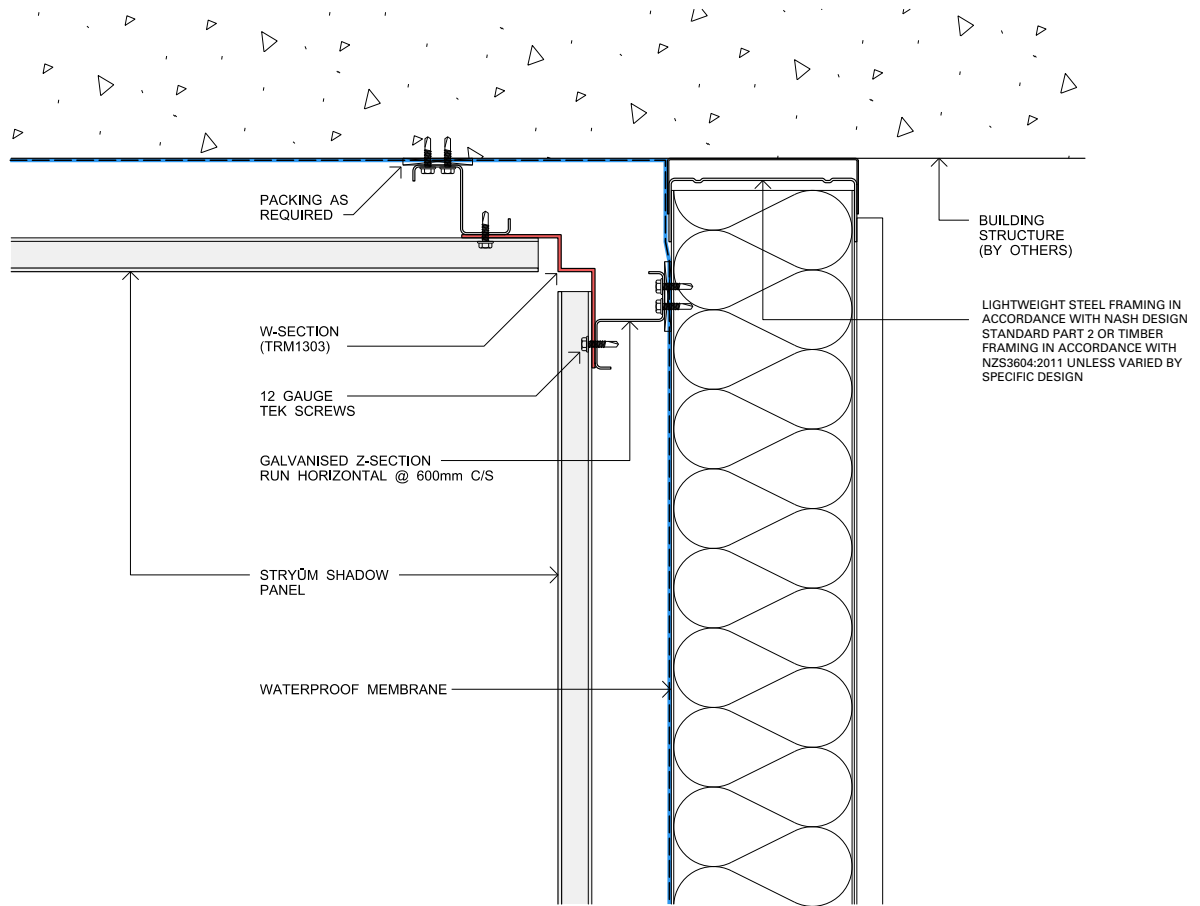 PACKING AS
REQUIRED
BUILDING
STRUCTURE
(BY OTHERS)
LIGHTWEIGHT STEEL FRAMING IN
ACCORDANCE WITH NASH DESIGN
STANDARD PART 2 OR TIMBER
FRAMING IN ACCORDANCE WITH
NZS3604:2011 UNLESS VARIED BY
SPECIFIC DESIGN
W-SECTION
(TRM1303)
12 GAUGE
TEK SCREWS
GALVANISED Z-SECTION
RUN HORIZONTAL @ 600mm C/S
STRYŪM SHADOW
PANEL
WATERPROOF MEMBRANE